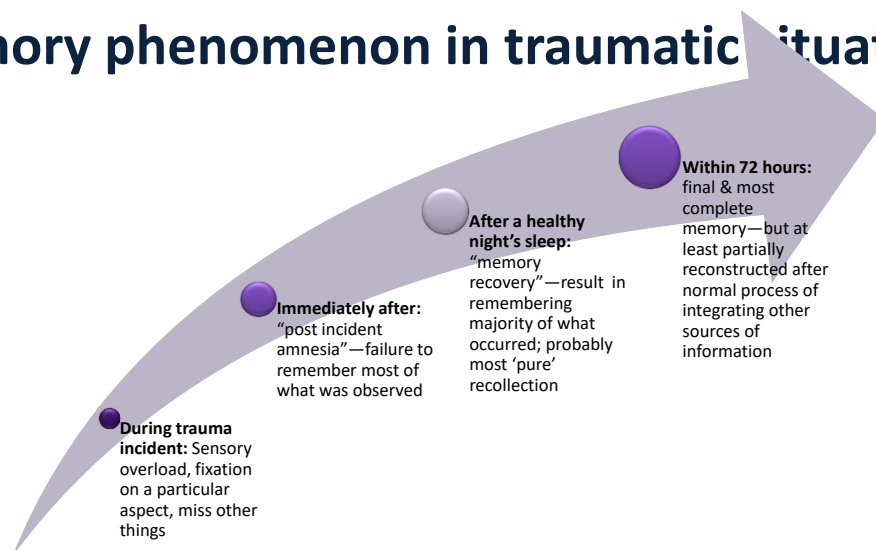 nory phenomenon in traumatic situat
During trauma
incident: Sensory
overload, fixation
on a particular
aspect, miss other
things
Immediately after:
“post incident
amnesia”—failure to
remember most of
what was observed
After a healthy
night’s sleep:
“memory
recovery”—result in
remembering
majority of what
occurred; probably
most ‘pure’
recollection
Within 72 hours:
final & most
complete
memory—but at
least partially
reconstructed after
normal process of
integrating other
sources of
information